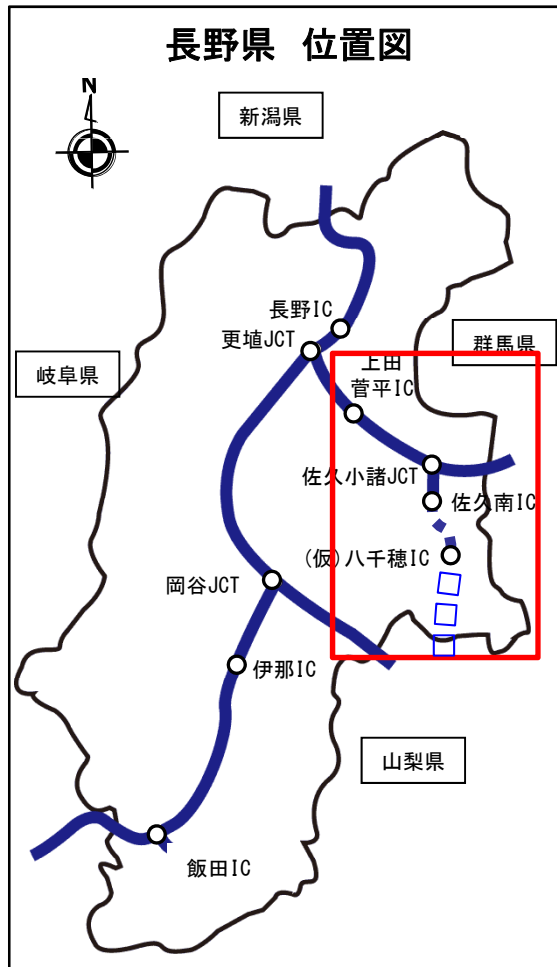 長野県 位置図
N
新潟県
長野IC
更埴JCT
群馬県
上田
菅平IC
岐阜県
佐久小諸JCT
佐久南IC
(仮)八千穂IC
岡谷JCT
伊那IC
山梨県
飯田IC